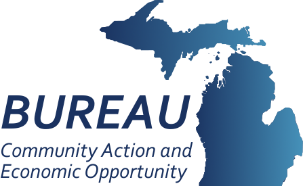 BUREAU
Community Action and
Economic Opportunity